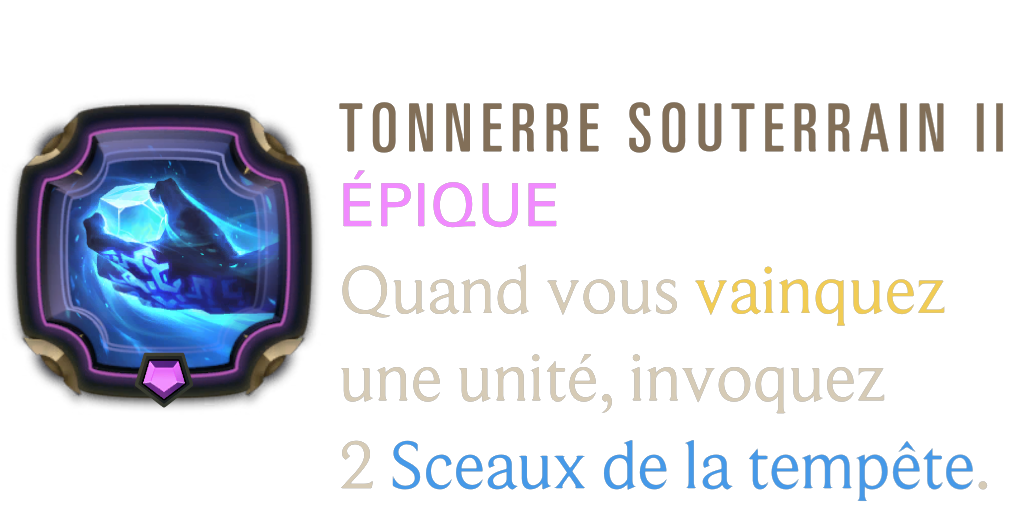 TONNERRE SOUTERRAIN II
ÉPIQUE
Quand vous vainquez
une unité, invoquez
2 Sceaux de la tempête.